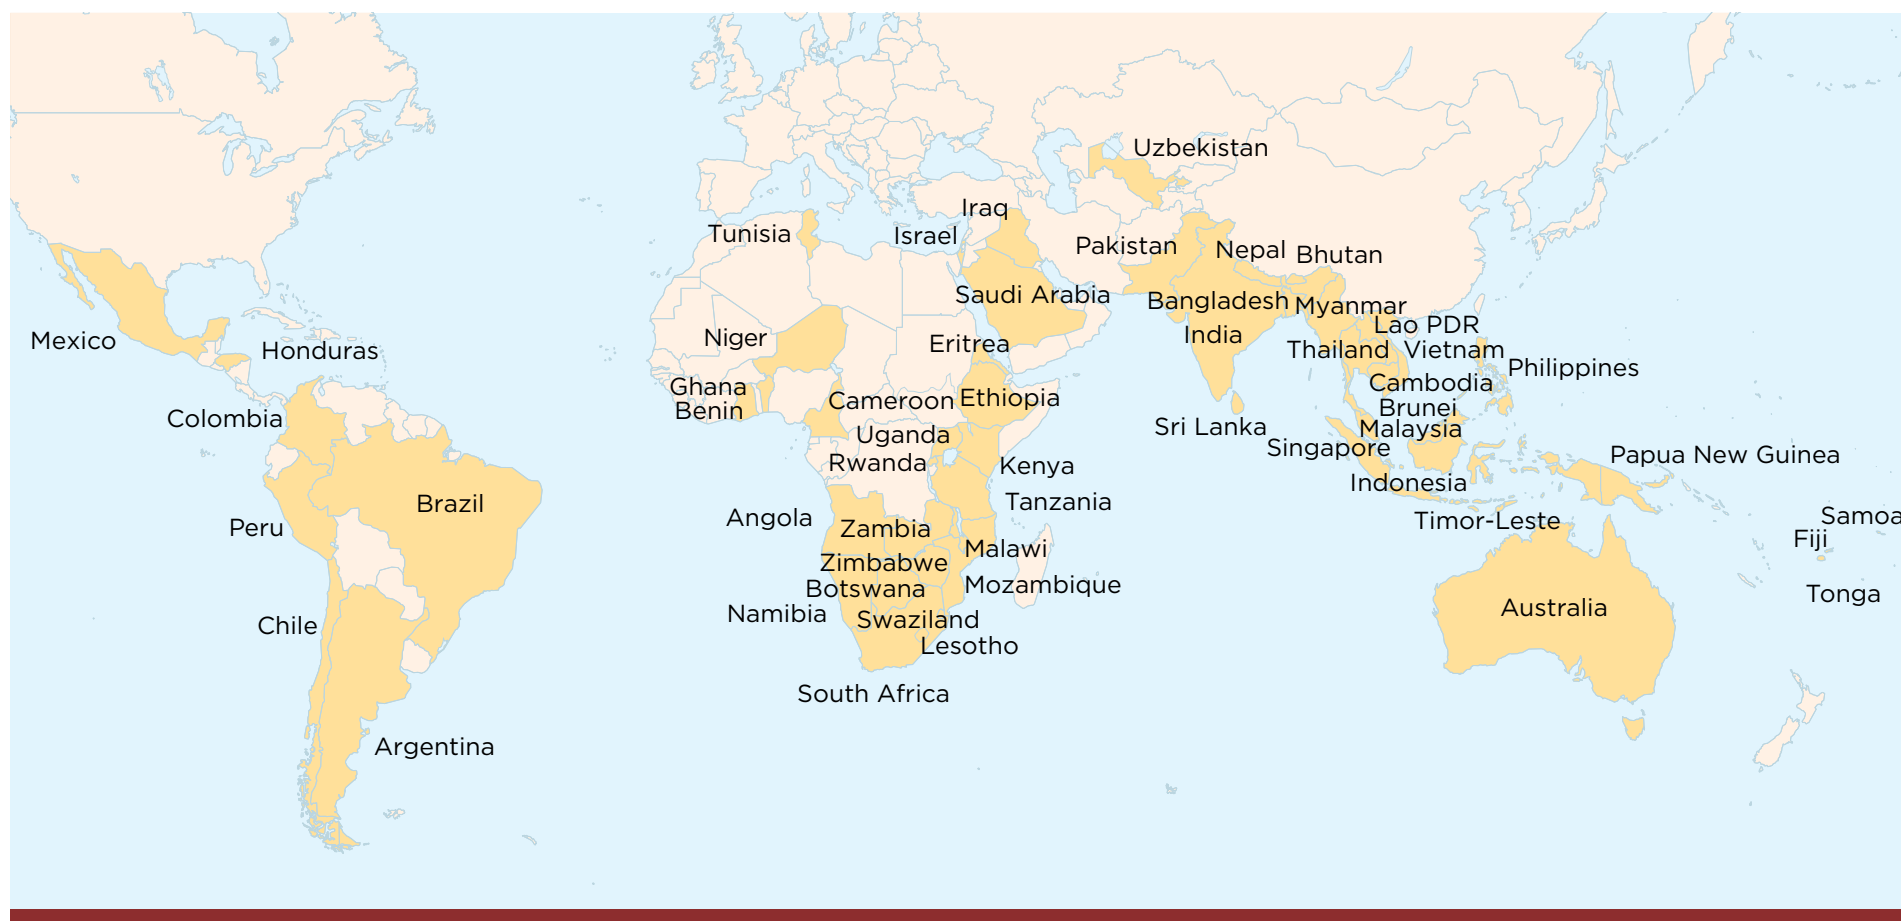 Uzbekistan
Iraq
Tunisia
Israel
Pakistan
Nepal
Bhutan
Saudi Arabia
Bangladesh
Myanmar
Mexico
Honduras
Niger
Eritrea
India
Lao PDR
Thailand
Vietnam
Philippines
Ghana
Benin
Cameroon
Ethiopia
Cambodia
Brunei
Colombia
Uganda
Sri Lanka
Malaysia
Singapore
Rwanda
Kenya
Papua New Guinea
Indonesia
Brazil
Tanzania
Peru
Angola
Zambia
Timor-Leste
Samoa
Fiji
Malawi
Zimbabwe
Botswana
Mozambique
Tonga
Namibia
Swaziland
Australia
Chile
Lesotho
South Africa
Argentina